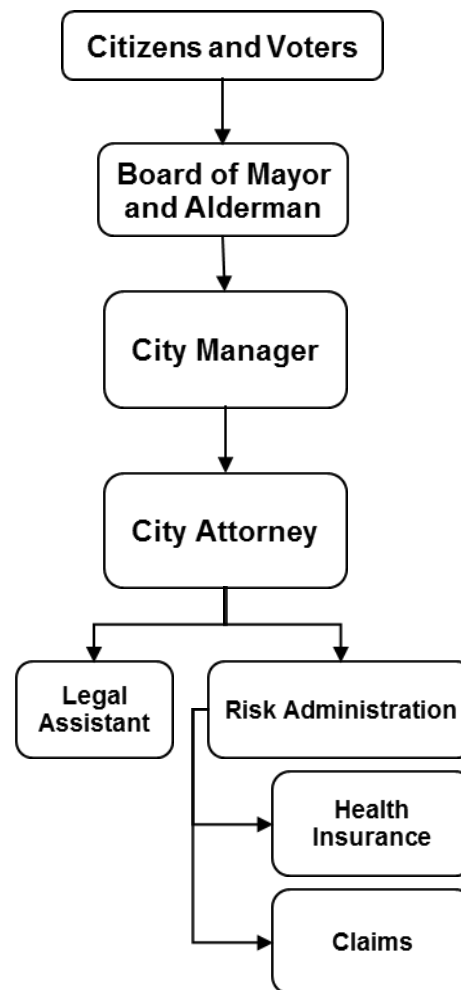 Citizens and Voters
Board of Mayor
and Alderman
City Manager
City Attorney
Legal
Assistant
Risk Administration
Health
Insurance
Claims